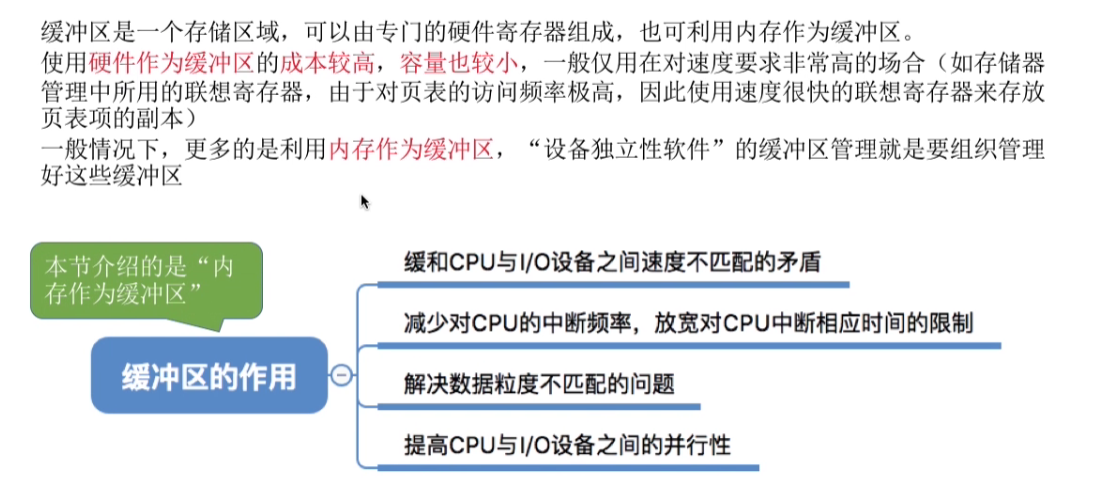 缓冲区是一个存储区域，可以由专门的硬件寄存器组成，也可利用内存作为缓冲区。
使用硬件作为缓冲区的成本较高，容量也较小，一般仅用在对速度要求非常高的场合（如存储器
管理中所用的联想寄存器，由于对页表的访问频率极高，因此使用速度很快的联想寄存器来存放
页表项的副本）
一般情况下，更多的是利用内存作为缓冲区，“设备独立性软件”的缓冲区管理就是要组织管理
好这些缓冲区
本节介绍的是“内
存作为缓冲区”
缓冲区的作用
缓和CPU与I/O设备之间速度不匹配的矛盾
减少对CPU的中断频率，放宽对CPU中断相应时间的限制
解决数据粒度不匹配的问题
提高CPU与I/O设备之间的并行性